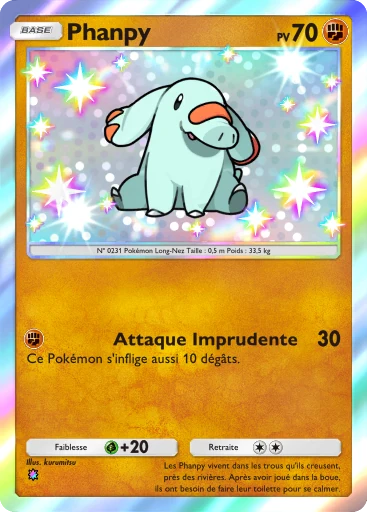 BASE Phanpy PV 70
N° 0231 Pokémon Long-Nez Taille : 0,5 m Poids : 33,5 kg
Attaque Imprudente 30
Ce Pokémon s'inflige aussi 10 dégâts.
Faiblesse +20 Retraite
Illus. kurumitsu
Les Phanpy vivent dans les trous qu'ils creusent,
près des rivières. Après avoir joué dans la boue,
ils ont besoin de faire leur toilette pour se calmer.